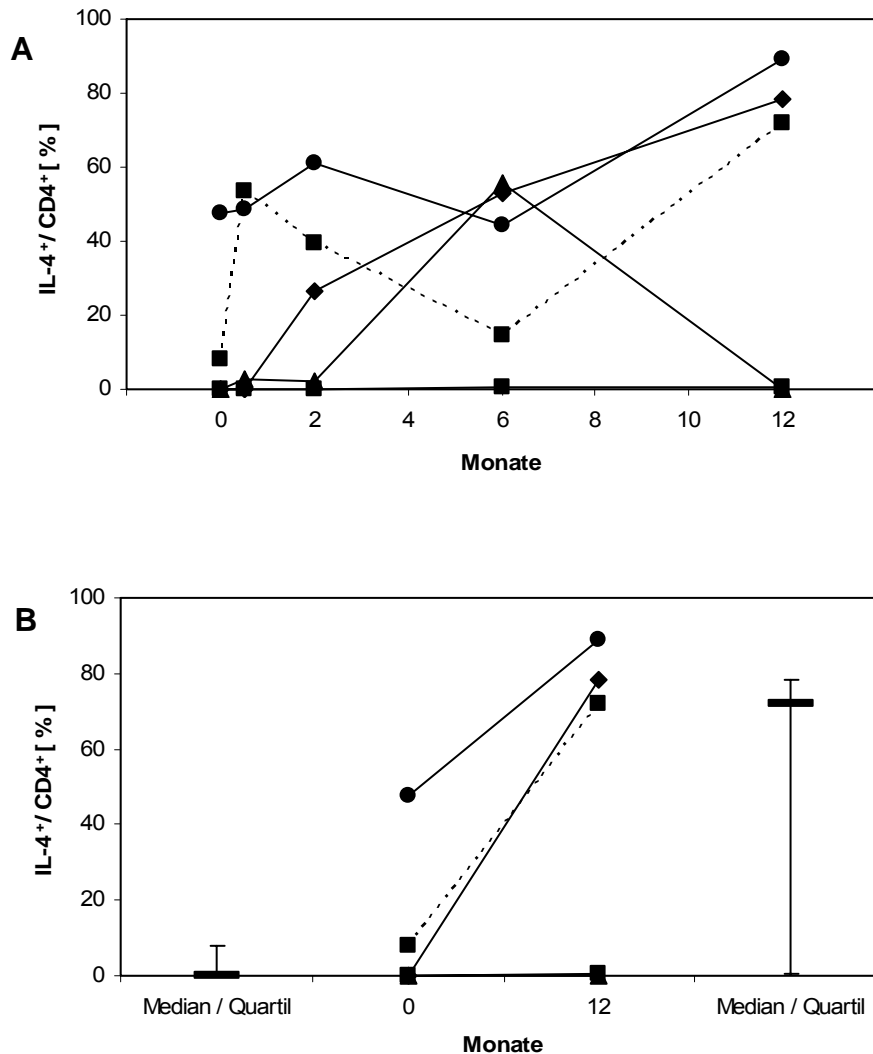 A
100
80
60
40
20
0
IL-4⁺/ CD4⁺ [ % ]
0 2 4 6 8 10 12
Monate
B
100
80
60
40
20
0
IL-4⁺/ CD4⁺ [ % ]
Median / Quartil 0 12 Median / Quartil
Monate